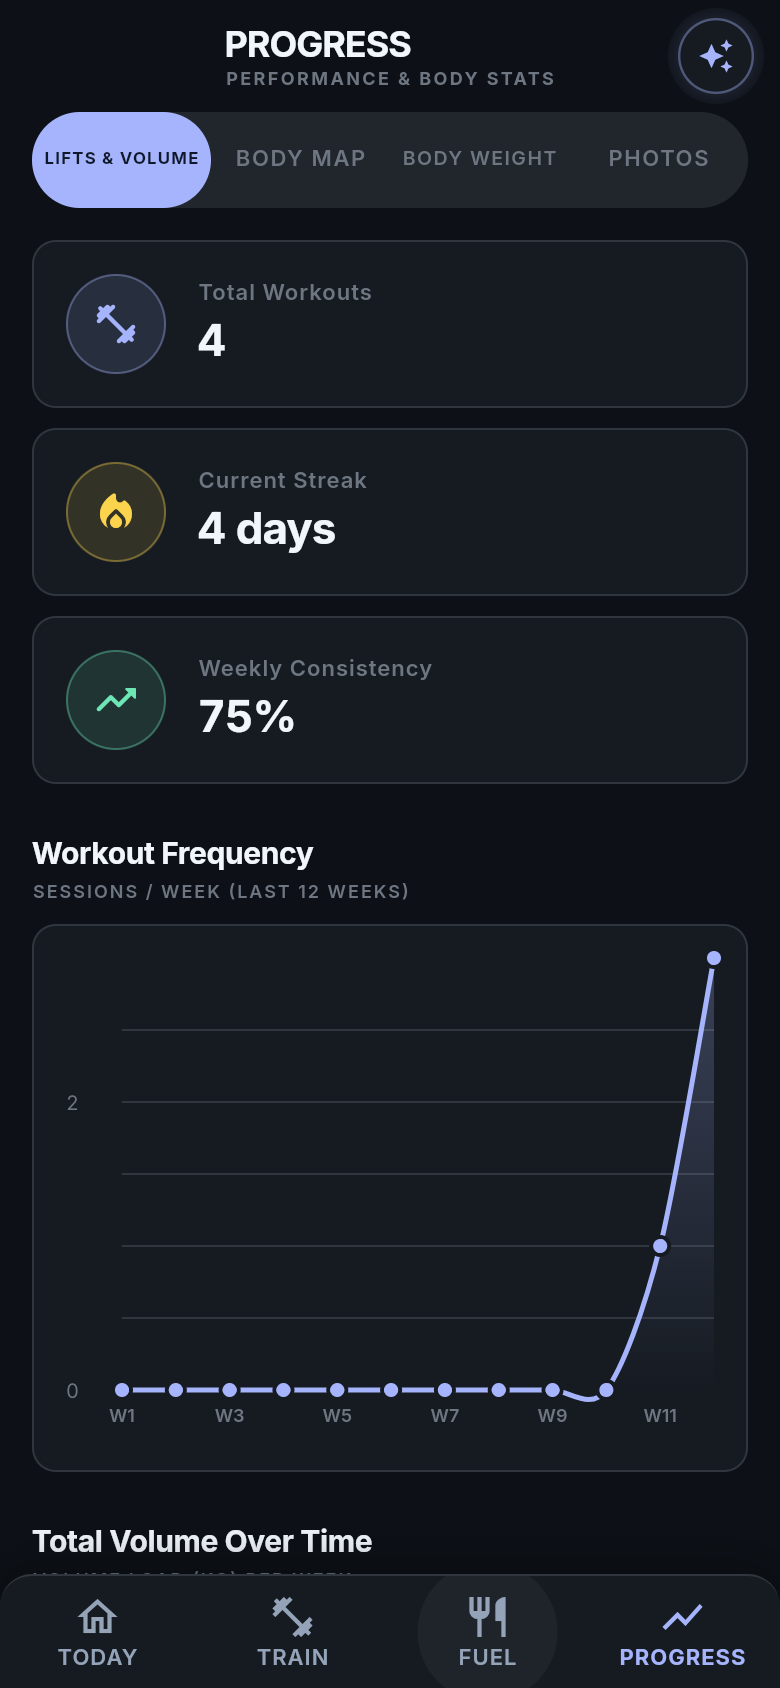 PROGRESS
PERFORMANCE & BODY STATS
LIFTS & VOLUME
BODY MAP
BODY WEIGHT
PHOTOS
Total Workouts
4
Current Streak
4 days
Weekly Consistency
75%
Workout Frequency
SESSIONS / WEEK (LAST 12 WEEKS)
2
0
W1 W3 W5 W7 W9 W11
Total Volume Over Time
TODAY
TRAIN
FUEL
PROGRESS